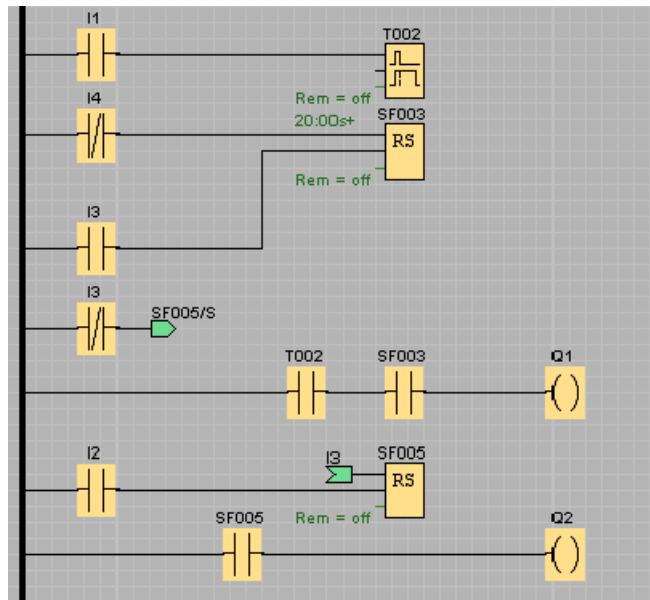 I1
T002
Rem = off
20:00s+
I4
SF003
RS
Rem = off
I3
I3
SF005/S
T002
SF003
Q1
I2
I3
SF005
RS
Rem = off
SF005
Q2